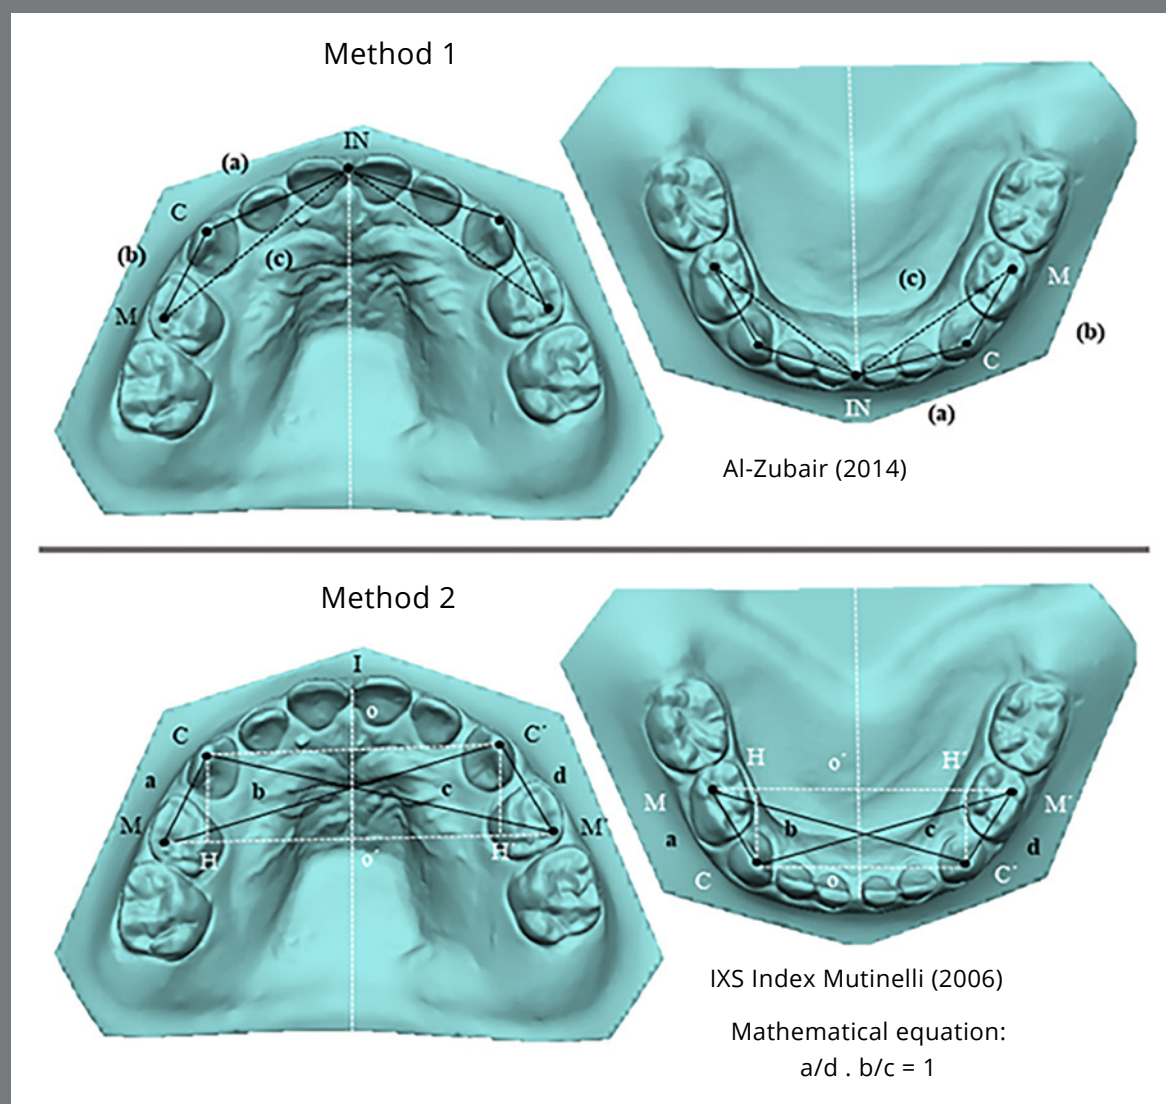 Method 1
IN
(a)
C
(b)
(c)
M
(c)
M
(b)
C
IN
(a)
Al-Zubair (2014)
Method 2
I
o
C
C´
a
b
c
d
M
M´
H
o´
H
H
o´
H´
M
M´
a
b
c
d
C
o
C´
IXS Index Mutinelli (2006)
Mathematical equation:
a/d . b/c = 1